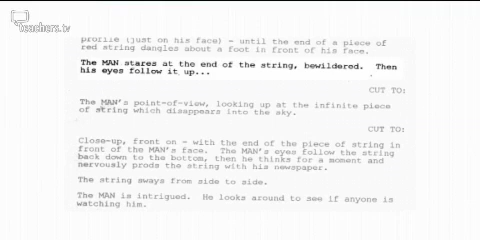 teachers.tv
profile (just on his face) - until the end of a piece of
red string dangles about a foot in front of his face.
The MAN stares at the end of the string, bewildered. Then
his eyes follow it up...
CUT TO:
The MAN's point-of-view, looking up at the infinite piece
of string which disappears into the sky.
CUT TO:
Close-up, front on - with the end of the piece of string in
front of the MAN's face. The MAN's eyes follow the string
back down to the bottom, then he thinks for a moment and
nervously prods the string with his newspaper.
The string sways from side to side.
The MAN is intrigued. He looks around to see if anyone is
watching him.